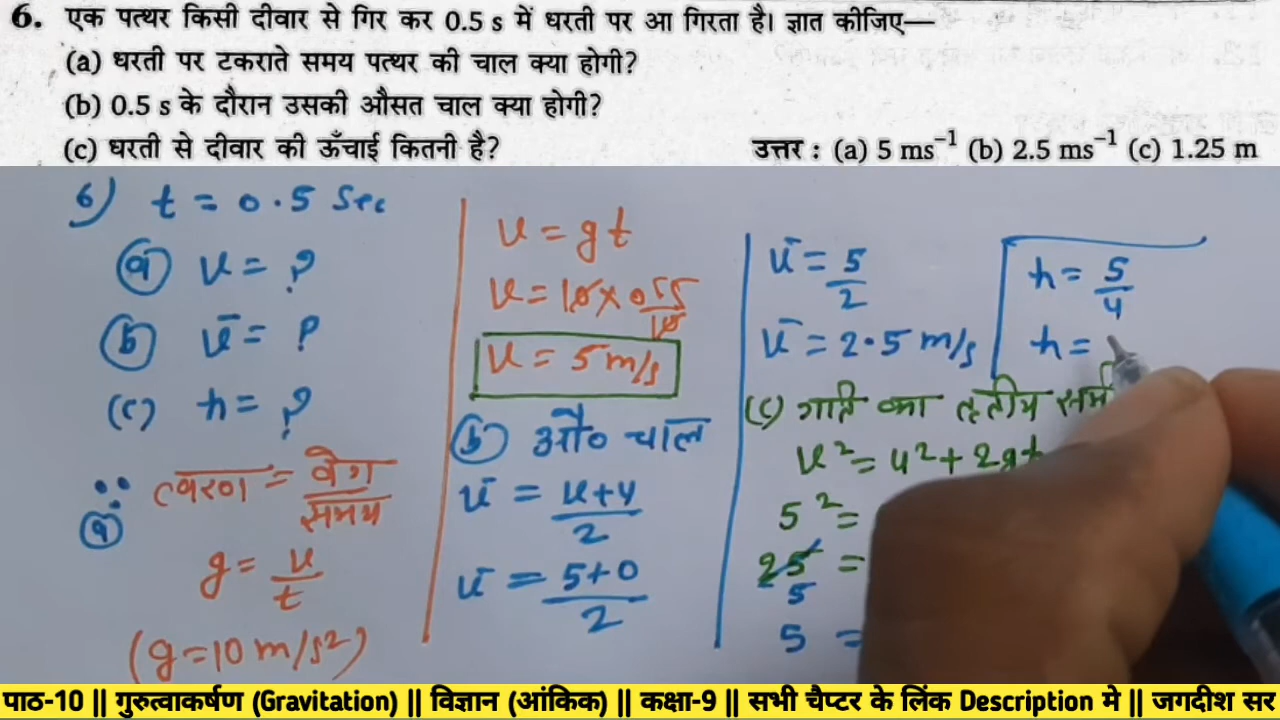 6. एक पत्थर किसी दीवार से गिर कर 0.5 s में धरती पर आ गिरता है। ज्ञात कीजिए—
(a) धरती पर टकराते समय पत्थर की चाल क्या होगी?
(b) 0.5 s के दौरान उसकी औसत चाल क्या होगी?
(c) धरती से दीवार की ऊँचाई कितनी है?
उत्तर : (a) 5 ms⁻¹ (b) 2.5 ms⁻¹ (c) 1.25 m
6) t = 0.5 Sec
(a) v = ?
(b) v̄ = ?
(c) h = ?
∴ (a) त्वरण = वेग / समय
g = v/t
(g=10 m/s²)
v = gt
v = 10 × 05 / 10
v = 5 m/s
(b) औ० चाल
v̄ = v+u / 2
v̄ = 5+0 / 2
v̄ = 5/2
v̄ = 2.5 m/s
h = 5/4
h =
(c) गति का तृतीय
v² = u² + 2g
5² =
25 =
5
5 =
पाठ-10 || गुरुत्वाकर्षण (Gravitation) || विज्ञान (आंकिक) || कक्षा-9 || सभी चैप्टर के लिंक Description मे || जगदीश सर